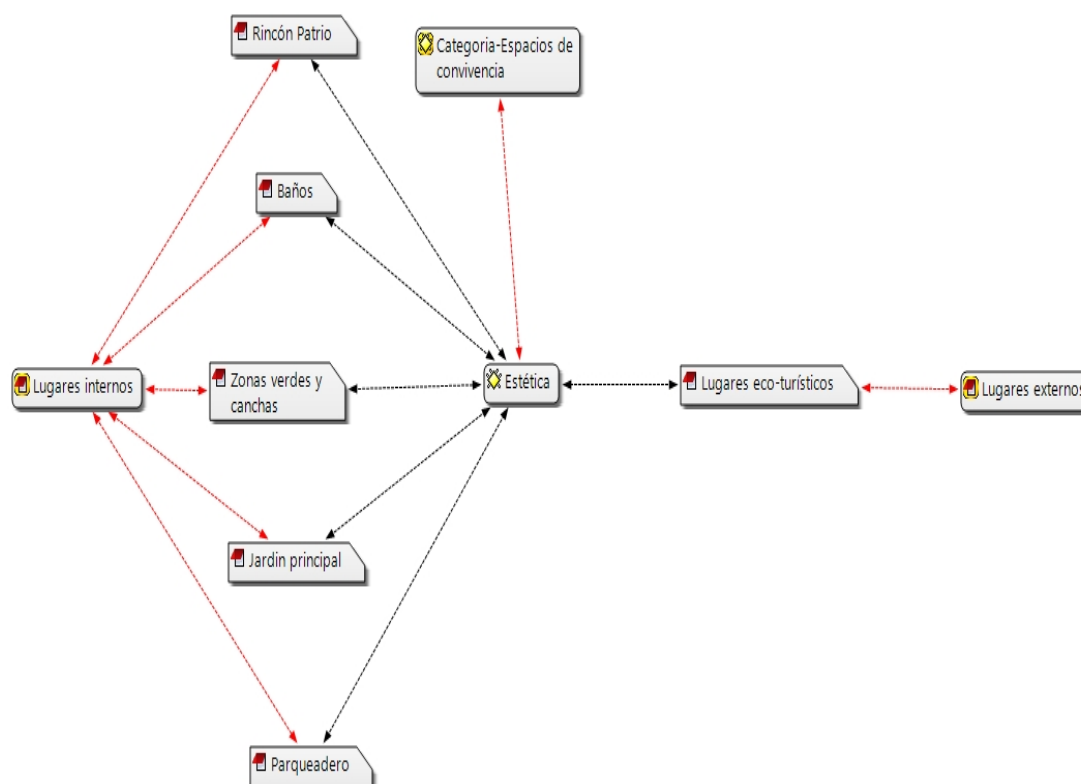 Rincón Patrio
Categoria-Espacios de
convivencia
Baños
Lugares internos
Zonas verdes y
canchas
Estética
Lugares eco-turísticos
Lugares externos
Jardin principal
Parqueadero